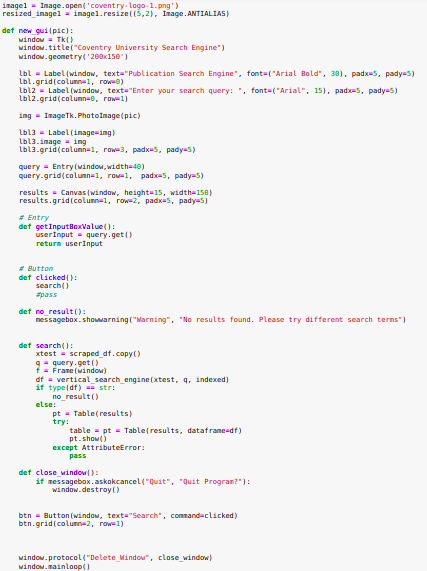 image1 = Image.open('coventry-logo-1.png')
resized_image1 = image1.resize((5,2), Image.ANTIALIAS)
def new_gui(pic):
    window = Tk()
    window.title("Coventry University Search Engine")
    window.geometry('200x150')
    lbl = Label(window, text="Publication Search Engine", font=("Arial Bold", 30), padx=5, pady=5)
    lbl.grid(column=1, row=0)
    lbl2 = Label(window, text="Enter your search query: ", font=("Arial", 15), padx=5, pady=5)
    lbl2.grid(column=0, row=1)
    img = ImageTk.PhotoImage(pic)
    lbl3 = Label(image=img)
    lbl3.image = img
    lbl3.grid(column=1, row=3, padx=5, pady=5)
    query = Entry(window,width=40)
    query.grid(column=1, row=1,  padx=5, pady=5)
    results = Canvas(window, height=15, width=150)
    results.grid(column=1, row=2, padx=5, pady=5)
    # Entry
    def getInputBoxValue():
        userInput = query.get()
        return userInput
    # Button
    def clicked():
        search()
        #pass
    def no_result():
        messagebox.showwarning("Warning", "No results found. Please try different search terms")
    def search():
        xtest = scraped_df.copy()
        q = query.get()
        f = Frame(window)
        df = vertical_search_engine(xtest, q, indexed)
        if type(df) == str:
            no_result()
        else:
            pt = Table(results)
            try:
                table = pt = Table(results, dataframe=df)
                pt.show()
            except AttributeError:
                pass
    def close_window():
        if messagebox.askokcancel("Quit", "Quit Program?"):
            window.destroy()
    btn = Button(window, text="Search", command=clicked)
    btn.grid(column=2, row=1)
    window.protocol("Delete_Window", close_window)
    window.mainloop()